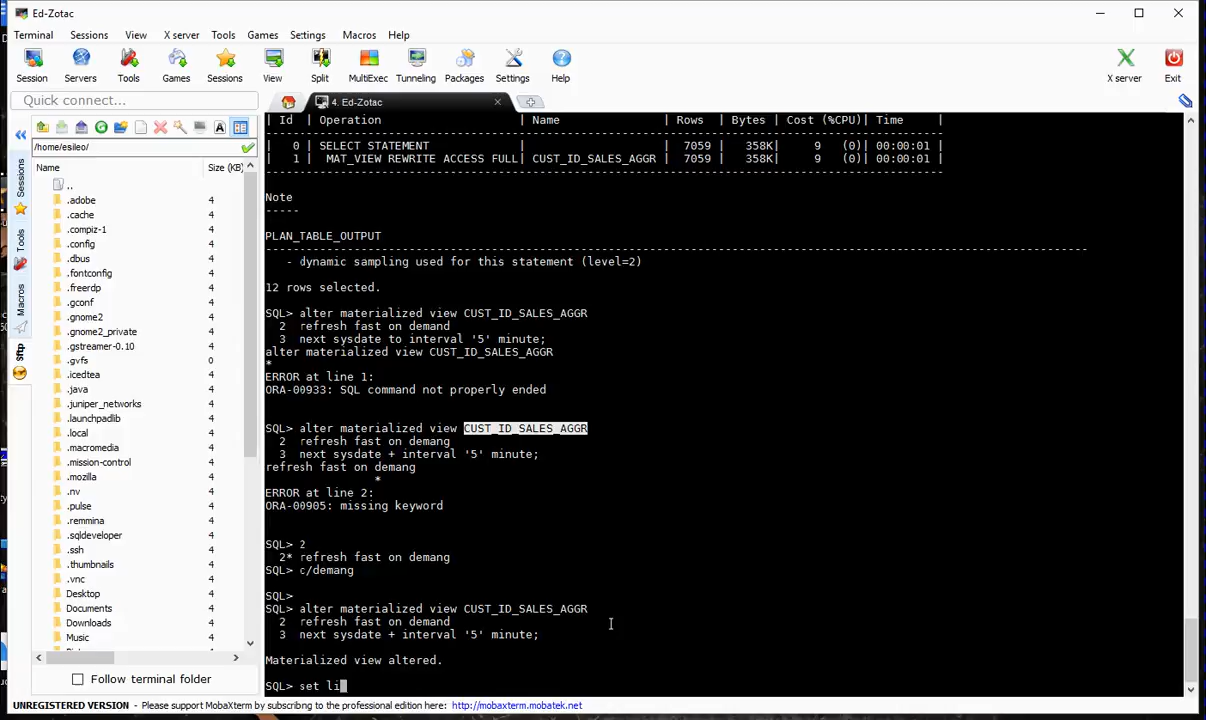 Ed-Zotac
Terminal Sessions View X server Tools Games Settings Macros Help
Session Servers Tools Games Sessions View Split MultiExec Tunneling Packages Settings Help X server Exit
Quick connect...
4. Ed-Zotac
/home/esileo/
Name Size (KB)
..
.adobe 4
.cache 4
.compiz-1 4
.config 4
.dbus 4
.fontconfig 4
.freerdp 4
.gconf 4
.gnome2 4
.gnome2_private 4
.gstreamer-0.10 4
.gvfs 0
.icedtea 4
.java 4
.juniper_networks 4
.launchpadlib 4
.local 4
.macromedia 4
.mission-control 4
.mozilla 4
.nv 4
.pulse 4
.remmina 4
.sqldeveloper 4
.ssh 4
.thumbnails 4
.vnc 4
Desktop 4
Documents 4
Downloads 4
Music 4
Sessions
Tools
Macros
Sftp
Follow terminal folder
| Id | Operation | Name | Rows | Bytes | Cost (%CPU)| Time |
| 0 | SELECT STATEMENT | | 7059 | 358K| 9 (0)| 00:00:01 |
| 1 | MAT_VIEW REWRITE ACCESS FULL| CUST_ID_SALES_AGGR | 7059 | 358K| 9 (0)| 00:00:01 |
Note
-----
PLAN_TABLE_OUTPUT
- dynamic sampling used for this statement (level=2)
12 rows selected.
SQL> alter materialized view CUST_ID_SALES_AGGR
2 refresh fast on demand
3 next sysdate to interval '5' minute;
alter materialized view CUST_ID_SALES_AGGR
*
ERROR at line 1:
ORA-00933: SQL command not properly ended
SQL> alter materialized view CUST_ID_SALES_AGGR
2 refresh fast on demang
3 next sysdate + interval '5' minute;
refresh fast on demang
*
ERROR at line 2:
ORA-00905: missing keyword
SQL> 2
2* refresh fast on demang
SQL> c/demang
SQL>
SQL> alter materialized view CUST_ID_SALES_AGGR
2 refresh fast on demand
3 next sysdate + interval '5' minute;
Materialized view altered.
SQL> set li
UNREGISTERED VERSION - Please support MobaXterm by subscribing to the professional edition here: http://mobaxterm.mobatek.net